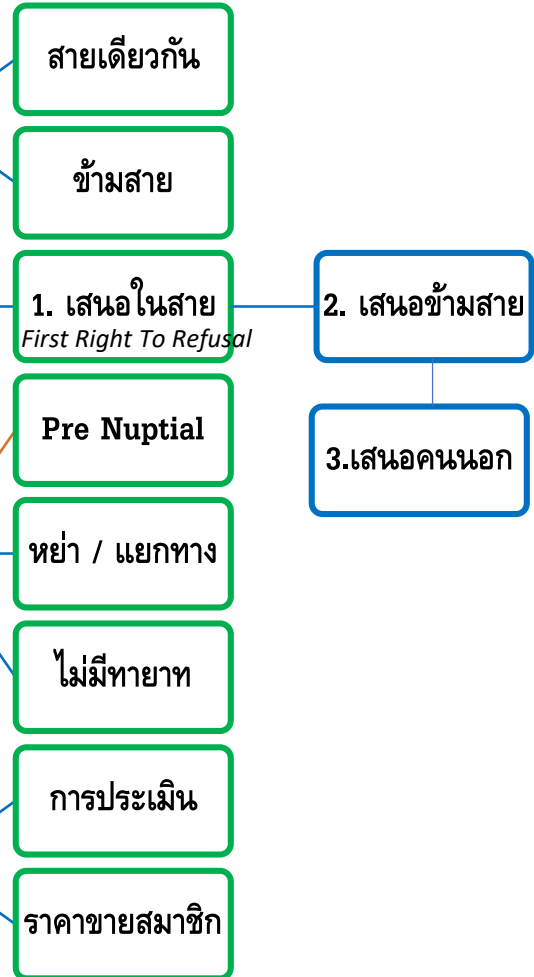 สายเดียวกัน
ข้ามสาย
1. เสนอในสาย
First Right To Refusal
2. เสนอข้ามสาย
3.เสนอคนนอก
Pre Nuptial
หย่า / แยกทาง
ไม่มีทายาท
การประเมิน
ราคาขายสมาชิก